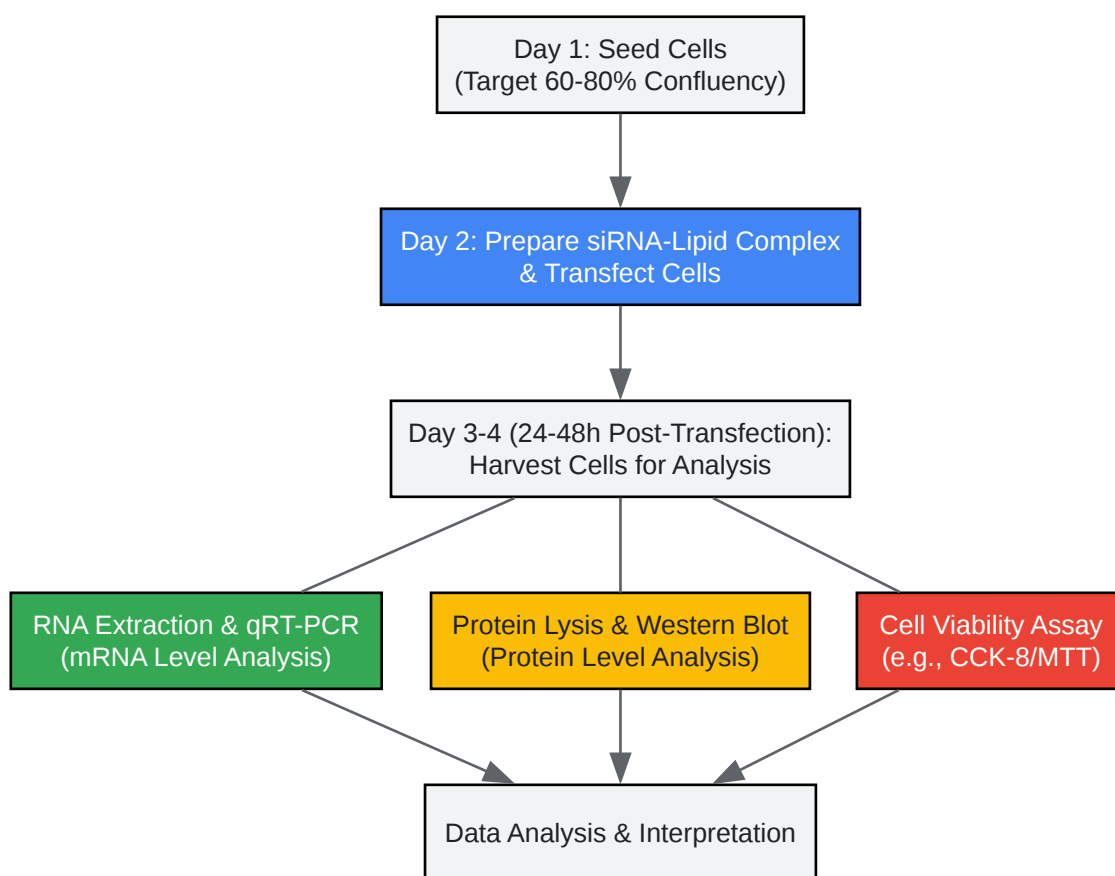 Day 1: Seed Cells
(Target 60-80% Confluency)
Day 2: Prepare siRNA-Lipid Complex
& Transfect Cells
Day 3-4 (24-48h Post-Transfection):
Harvest Cells for Analysis
RNA Extraction & qRT-PCR
(mRNA Level Analysis)
Protein Lysis & Western Blot
(Protein Level Analysis)
Cell Viability Assay
(e.g., CCK-8/MTT)
Data Analysis & Interpretation